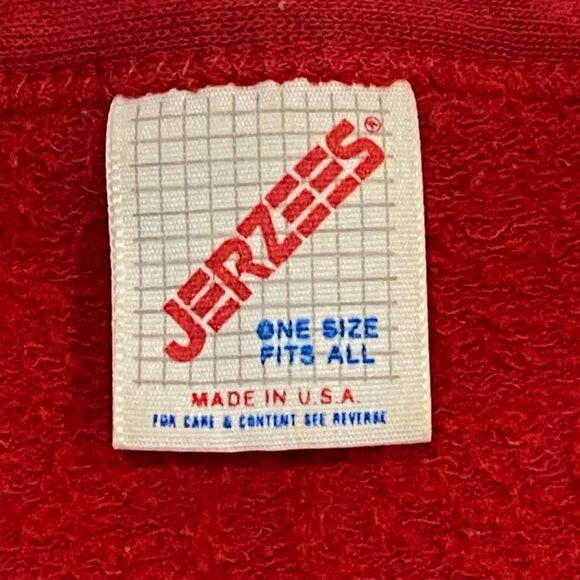 JERZEES®
ONE SIZE
FITS ALL
MADE IN U.S.A.
FOR CARE & CONTENT SEE REVERSE